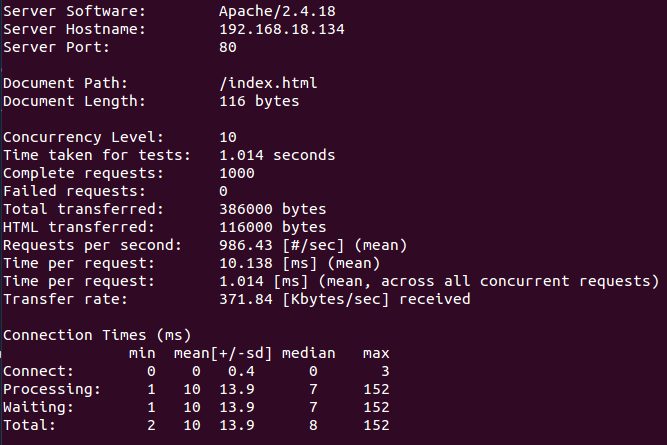 Server Software:        Apache/2.4.18
Server Hostname:        192.168.18.134
Server Port:            80

Document Path:          /index.html
Document Length:        116 bytes

Concurrency Level:      10
Time taken for tests:   1.014 seconds
Complete requests:      1000
Failed requests:        0
Total transferred:      386000 bytes
HTML transferred:       116000 bytes
Requests per second:    986.43 [#/sec] (mean)
Time per request:       10.138 [ms] (mean)
Time per request:       1.014 [ms] (mean, across all concurrent requests)
Transfer rate:          371.84 [Kbytes/sec] received

Connection Times (ms)
              min  mean[+/-sd] median   max
Connect:        0    0   0.4      0       3
Processing:     1   10  13.9      7     152
Waiting:        1   10  13.9      7     152
Total:          2   10  13.9      8     152